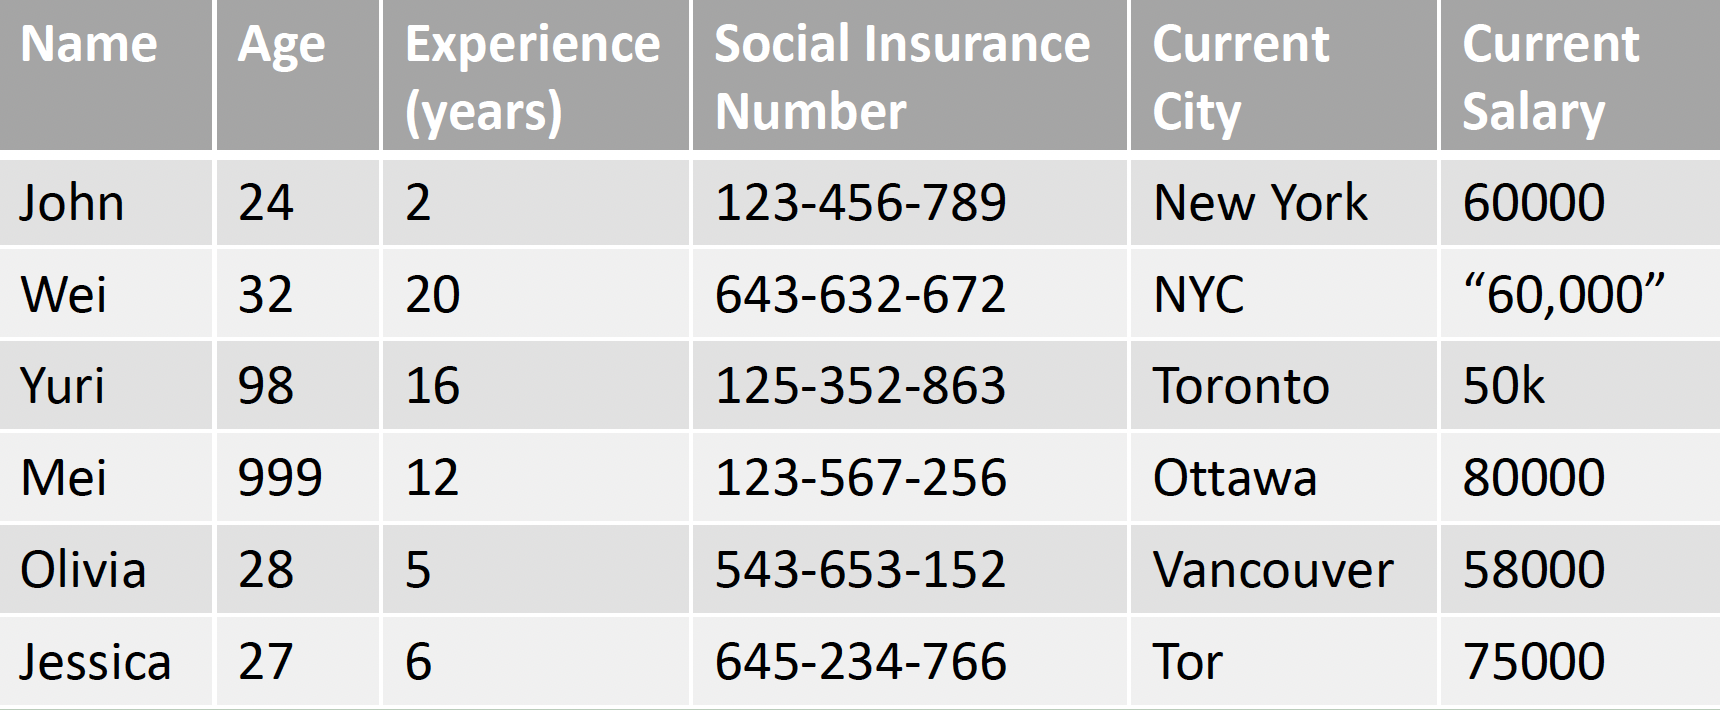 Name Age Experience (years) Social Insurance Number Current City Current Salary
John 24 2 123-456-789 New York 60000
Wei 32 20 643-632-672 NYC “60,000”
Yuri 98 16 125-352-863 Toronto 50k
Mei 999 12 123-567-256 Ottawa 80000
Olivia 28 5 543-653-152 Vancouver 58000
Jessica 27 6 645-234-766 Tor 75000